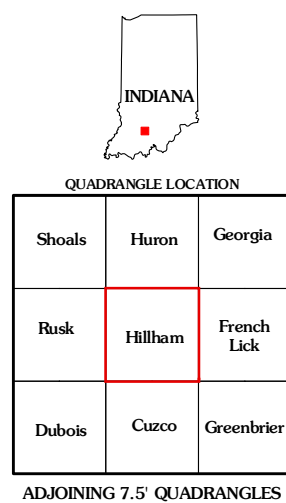 INDIANA
QUADRANGLE LOCATION
Shoals Huron Georgia
Rusk Hillham French
Lick
Dubois Cuzco Greenbrier
ADJOINING 7.5' QUADRANGLES